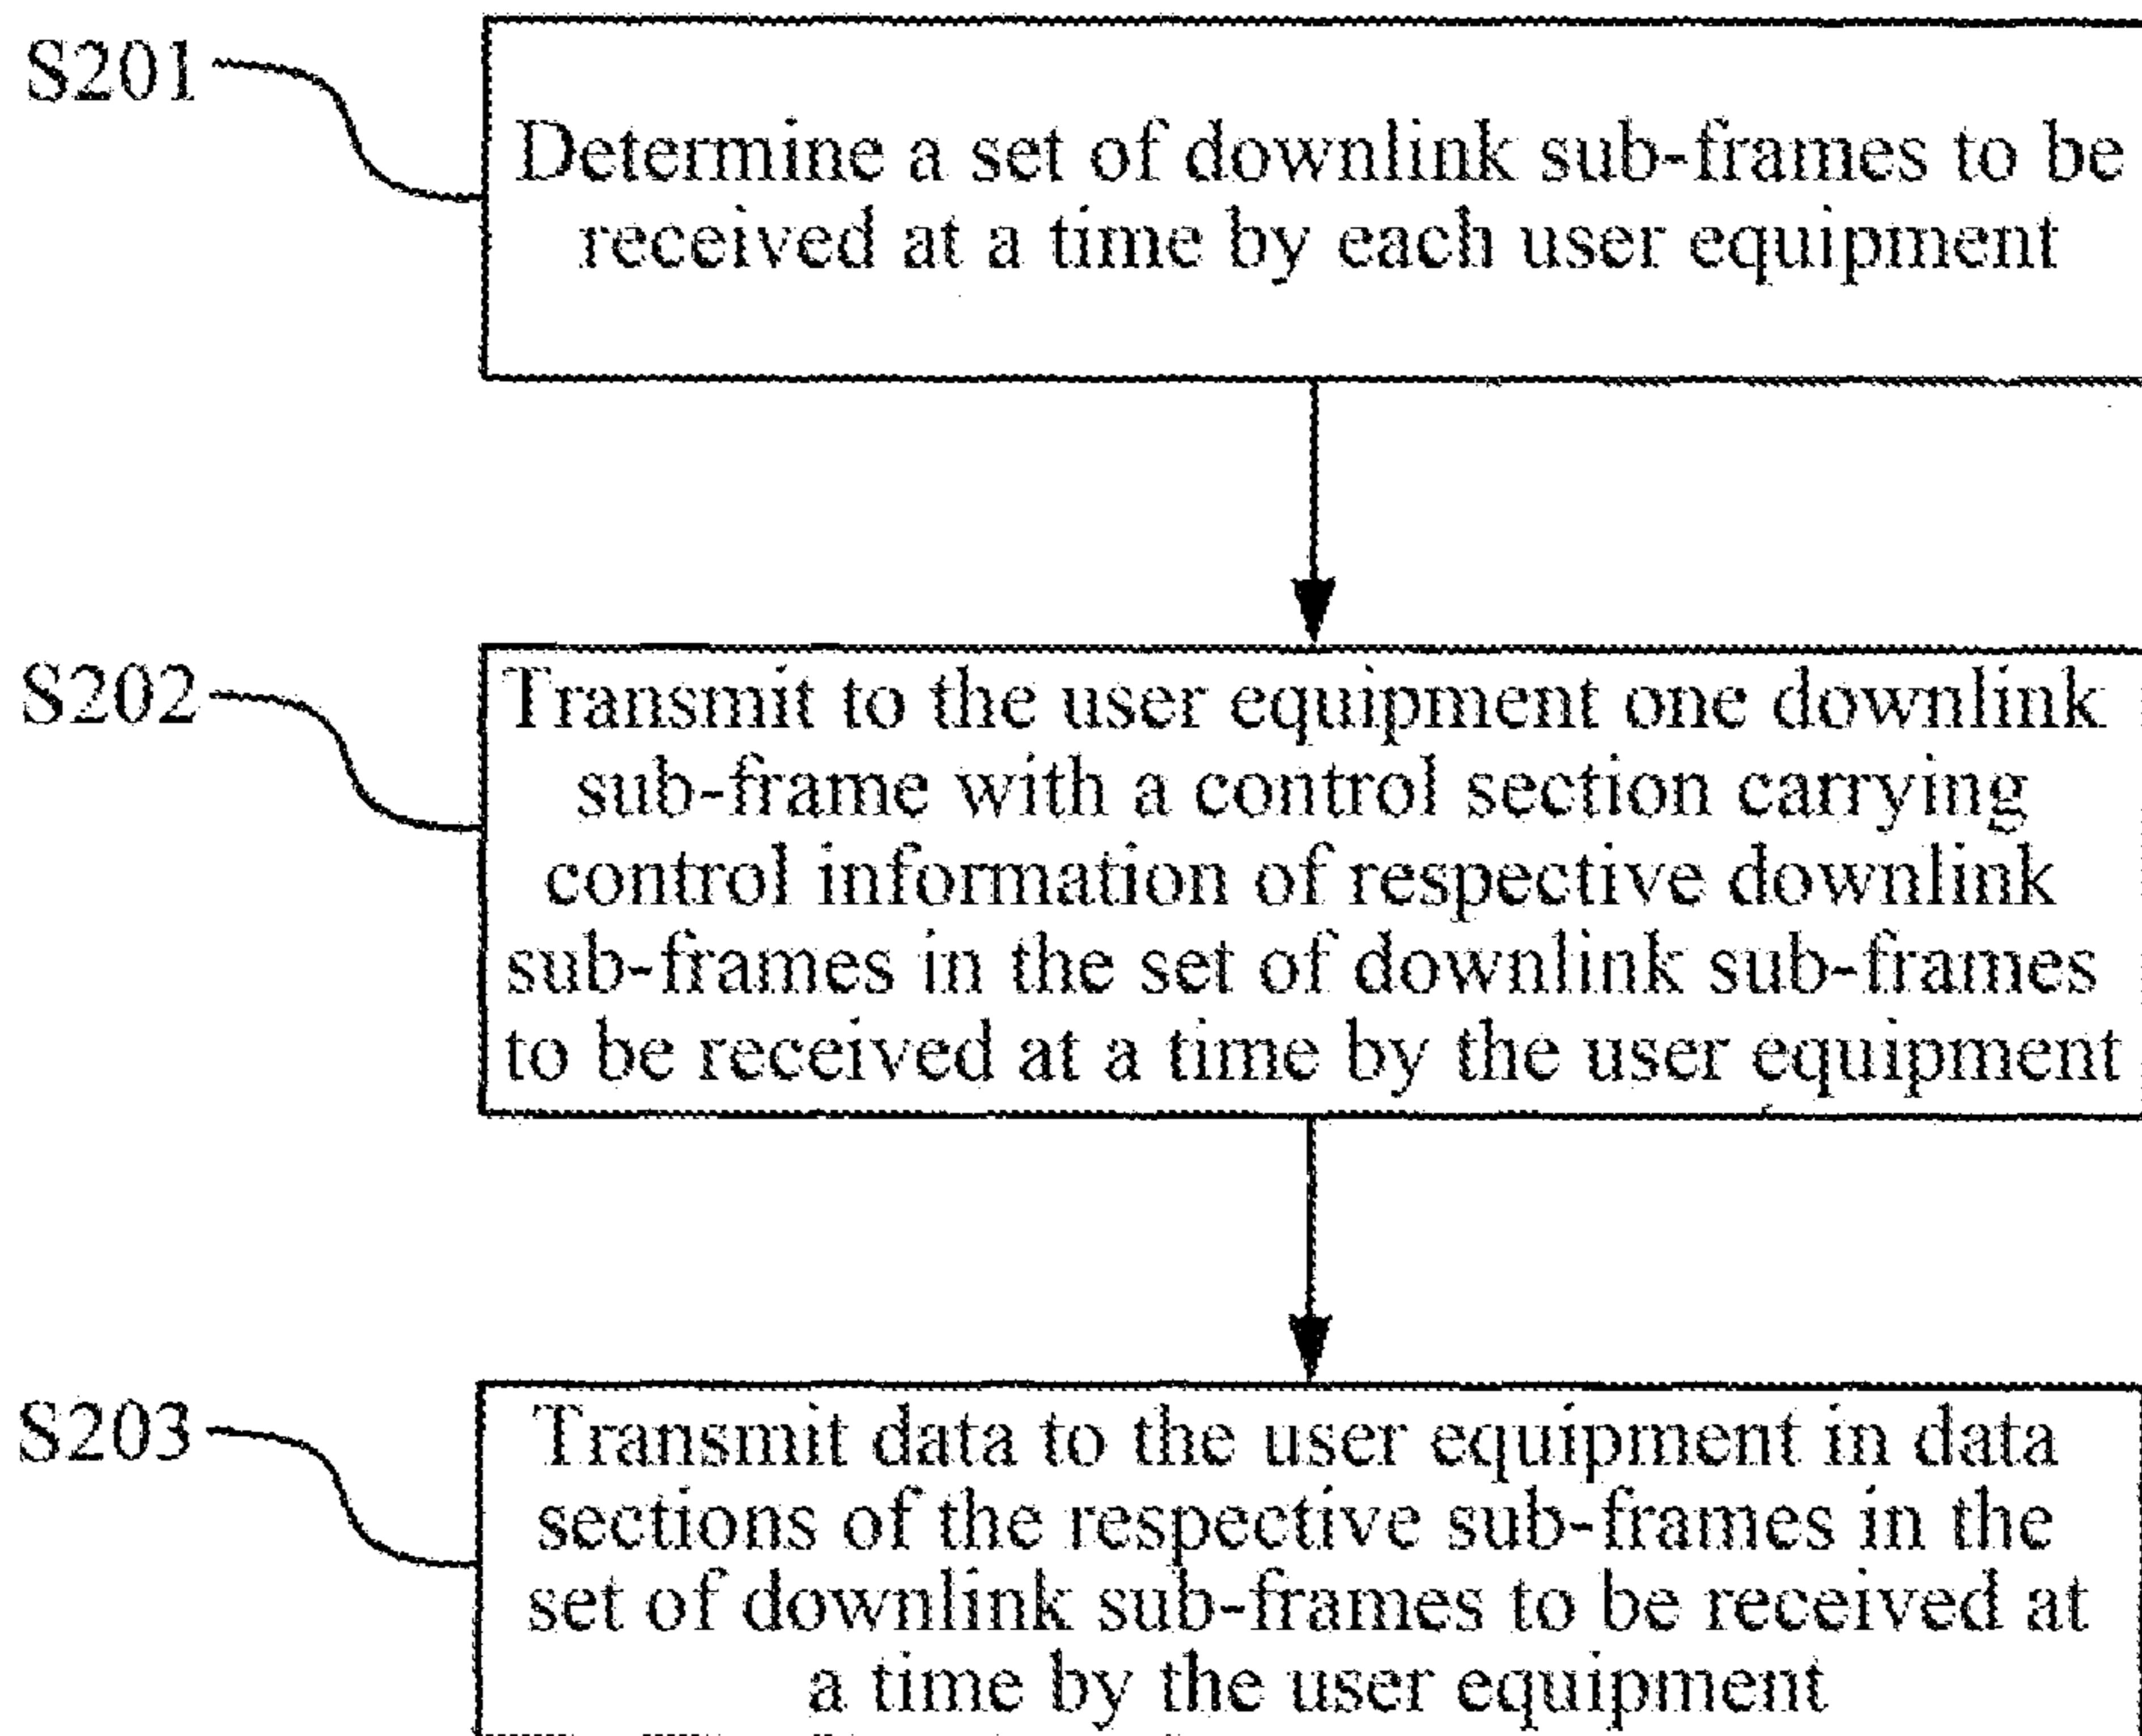 S201
Determine a set of downlink sub-frames to be
received at a time by each user equipment
S202
Transmit to the user equipment one downlink
sub-frame with a control section carrying
control information of respective downlink
sub-frames in the set of downlink sub-frames
to be received at a time by the user equipment
S203
Transmit data to the user equipment in data
sections of the respective sub-frames in the
set of downlink sub-frames to be received at
a time by the user equipment